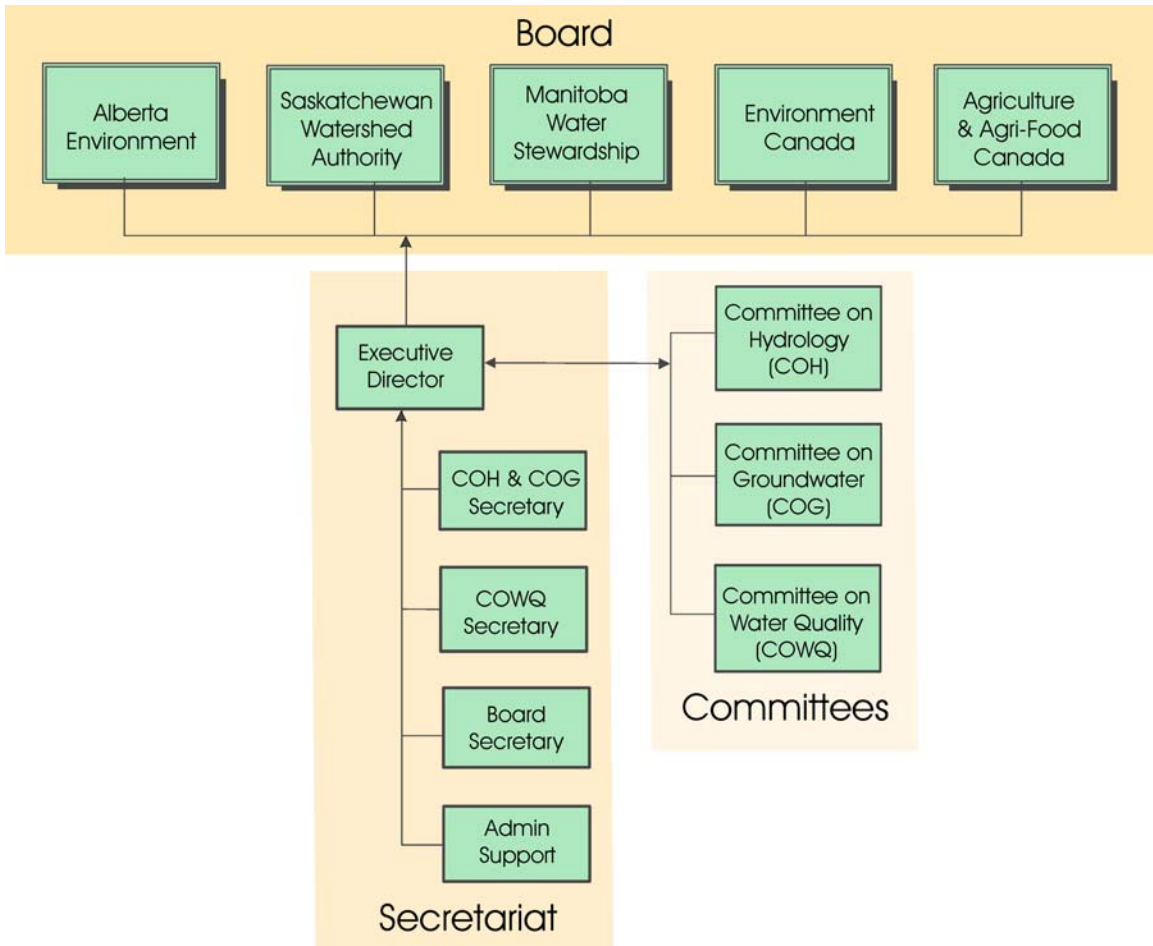 Board
Alberta
Environment
Saskatchewan
Watershed
Authority
Manitoba
Water
Stewardship
Environment
Canada
Agriculture
& Agri-Food
Canada
Executive
Director
COH & COG
Secretary
COWQ
Secretary
Board
Secretary
Admin
Support
Secretariat
Committee on
Hydrology
(COH)
Committee on
Groundwater
(COG)
Committee on
Water Quality
(COWQ)
Committees